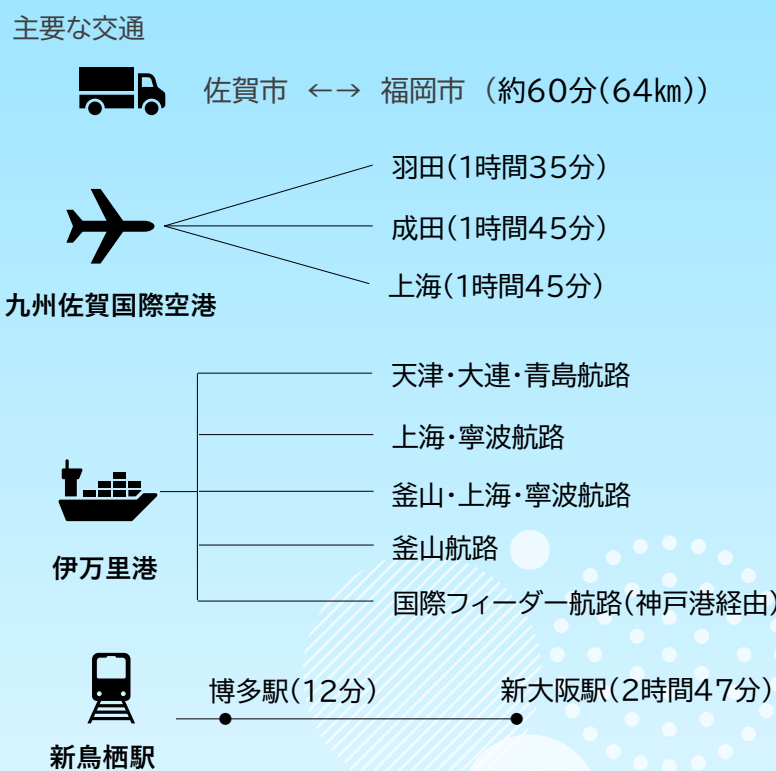 主要な交通
佐賀市 ←→ 福岡市 (約60分(64㎞))
羽田(1時間35分)
成田(1時間45分)
上海(1時間45分)
九州佐賀国際空港
天津・大連・青島航路
上海・寧波航路
釜山・上海・寧波航路
釜山航路
国際フィーダー航路(神戸港経由)
伊万里港
博多駅(12分) 新大阪駅(2時間47分)
新鳥栖駅